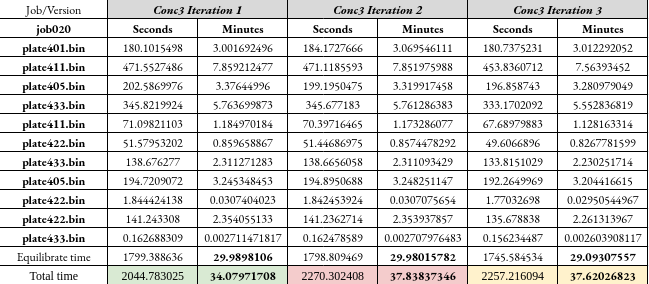 Job/Version Conc3 Iteration 1 Conc3 Iteration 2 Conc3 Iteration 3
job020 Seconds Minutes Seconds Minutes Seconds Minutes
plate401.bin 180.1015498 3.001692496 184.1727666 3.069546111 180.7375231 3.012292052
plate411.bin 471.5527486 7.859212477 471.1185593 7.851975988 453.8360712 7.56393452
plate405.bin 202.5869976 3.37644996 199.1950475 3.319917458 196.858743 3.280979049
plate433.bin 345.8219924 5.763699873 345.677183 5.761286383 333.1702092 5.552836819
plate411.bin 71.09821103 1.184970184 70.39716465 1.173286077 67.68979883 1.128163314
plate422.bin 51.57953202 0.859658867 51.44686975 0.8574478292 49.6066896 0.8267781599
plate433.bin 138.676277 2.311271283 138.6656058 2.311093429 133.8151029 2.230251714
plate405.bin 194.7209072 3.245348453 194.8950688 3.248251147 192.2649969 3.204416615
plate422.bin 1.844424138 0.0307404023 1.842453924 0.0307075654 1.77032698 0.02950544967
plate422.bin 141.243308 2.354055133 141.2362714 2.353937857 135.678838 2.261313967
plate433.bin 0.162688309 0.002711471817 0.162478589 0.002707976483 0.156234487 0.002603908117
Equilibrate time 1799.388636 29.9898106 1798.809469 29.98015782 1745.584534 29.09307557
Total time 2044.783025 34.07971708 2270.302408 37.83837346 2257.216094 37.62026823